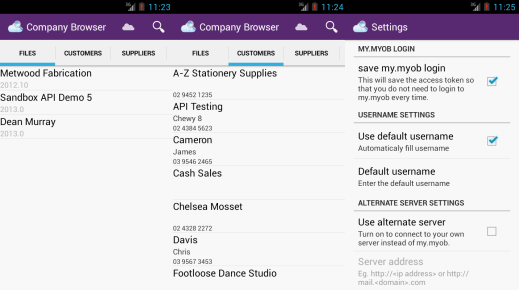 11:23
Company Browser
FILES
CUSTOMERS
SUPPLIERS
Metwood Fabrication
2012.10
Sandbox API Demo 5
2013.0
Dean Murray
2013.0
11:24
Company Browser
FILES
CUSTOMERS
SUPPLIERS
A-Z Stationery Supplies
02 9452 1235
API Testing
Chewy 8
02 4384 5623
Cameron
James
03 9546 2465
Cash Sales
Chelsea Mosset
02 4328 2272
Davis
Chris
03 9567 3453
Footloose Dance Studio
11:25
Settings
MY.MYOB LOGIN
save my.myob login
This will save the access token so
that you do not need to login to
my.myob every time.
USERNAME SETTINGS
Use default username
Automaticaly fill username
Default username
Enter the default username
ALTERNATE SERVER SETTINGS
Use alternate server
Turn on to connect to your own
server instead of my.myob.
Server address
Eg. http://<ip address> or http://
mail.<domain>.com